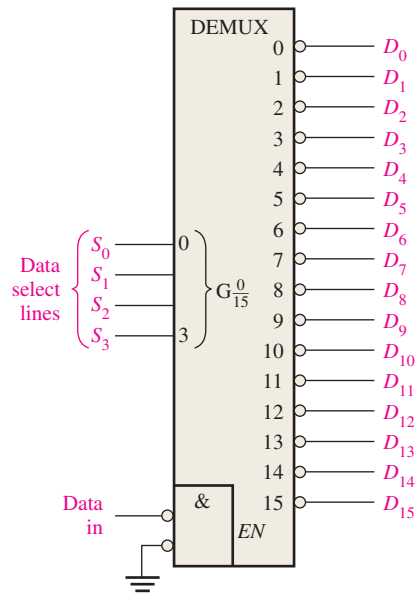 DEMUX
0 D₀
1 D₁
2 D₂
3 D₃
4 D₄
5 D₅
6 D₆
7 D₇
8 D₈
9 D₉
10 D₁₀
11 D₁₁
12 D₁₂
13 D₁₃
14 D₁₄
15 D₁₅
Data
select
lines
S₀ 0
S₁
S₂
S₃ 3
G 0/15
Data
in
&
EN